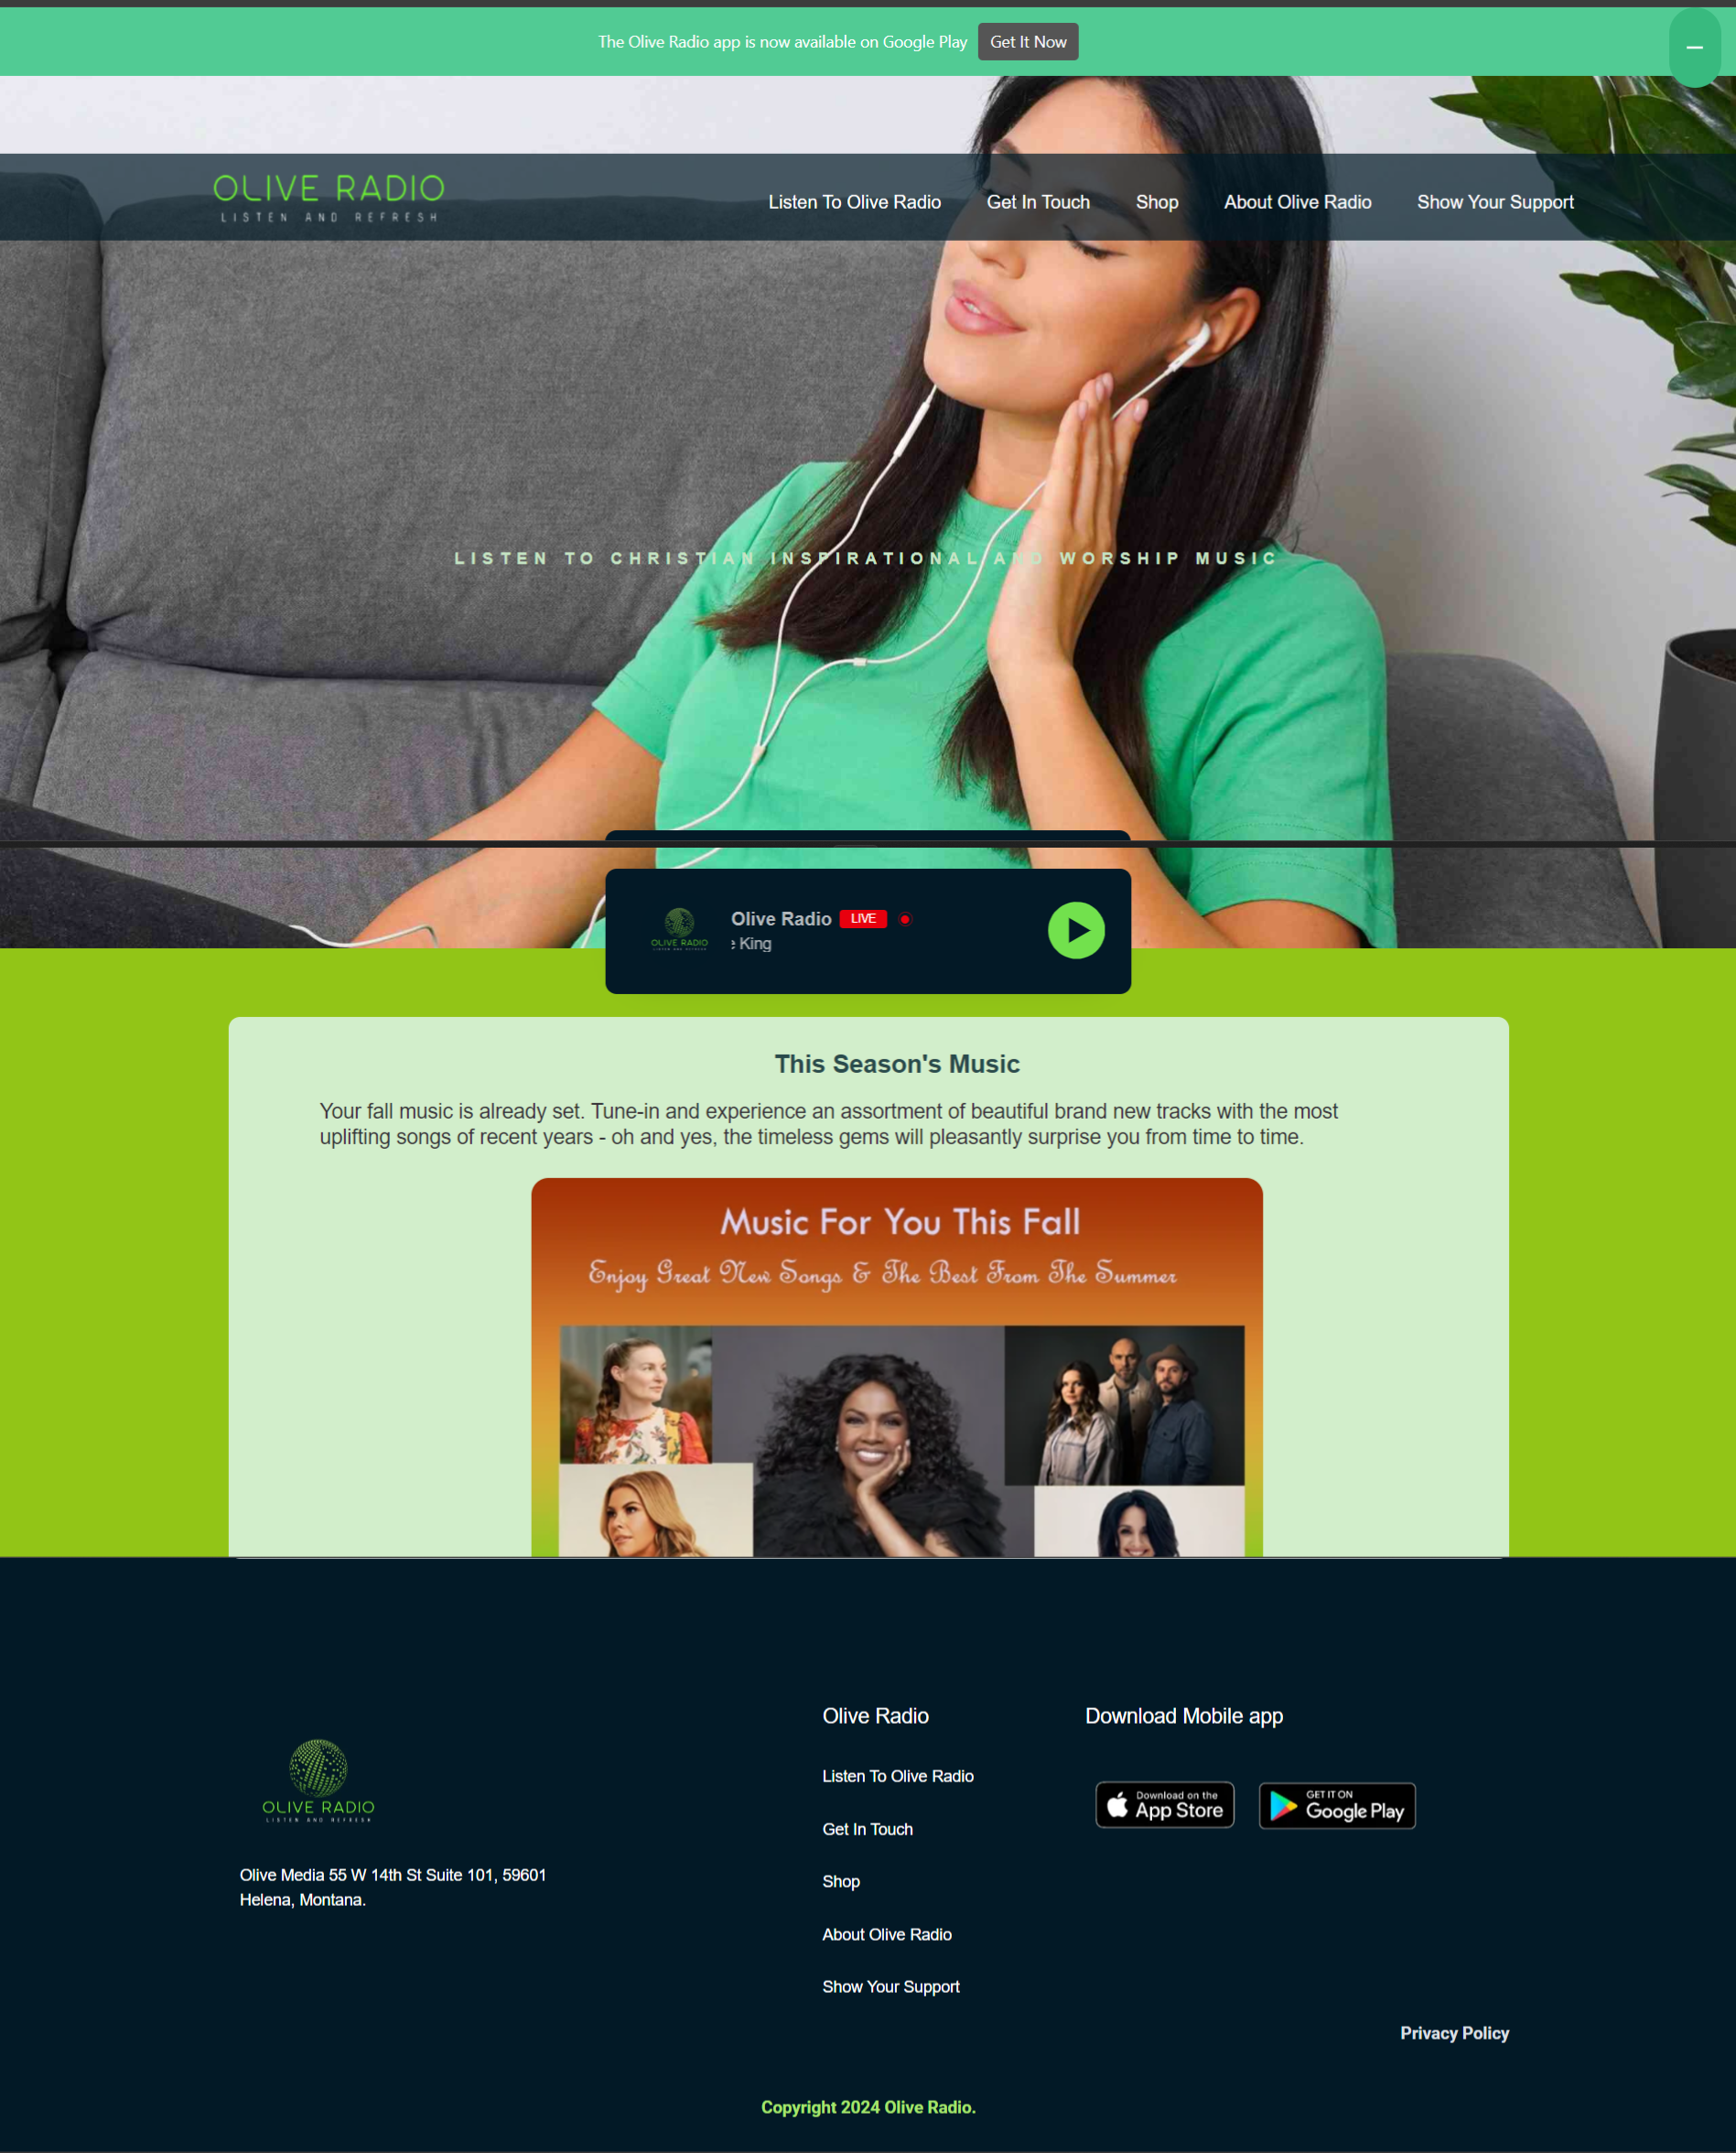 The Olive Radio app is now available on Google Play Get It Now
OLIVE RADIO
LISTEN AND REFRESH
Listen To Olive Radio Get In Touch Shop About Olive Radio Show Your Support
LISTEN TO CHRISTIAN INSPIRATIONAL AND WORSHIP MUSIC
Olive Radio LIVE
OLIVE RADIO
LISTEN AND REFRESH
e King
This Season's Music
Your fall music is already set. Tune-in and experience an assortment of beautiful brand new tracks with the most
uplifting songs of recent years - oh and yes, the timeless gems will pleasantly surprise you from time to time.
Music For You This Fall
Enjoy Great New Songs & The Best From The Summer
OLIVE RADIO
LISTEN AND REFRESH
Olive Media 55 W 14th St Suite 101, 59601
Helena, Montana.
Olive Radio
Listen To Olive Radio
Get In Touch
Shop
About Olive Radio
Show Your Support
Download Mobile app
Download on the
App Store
GET IT ON
Google Play
Privacy Policy
Copyright 2024 Olive Radio.